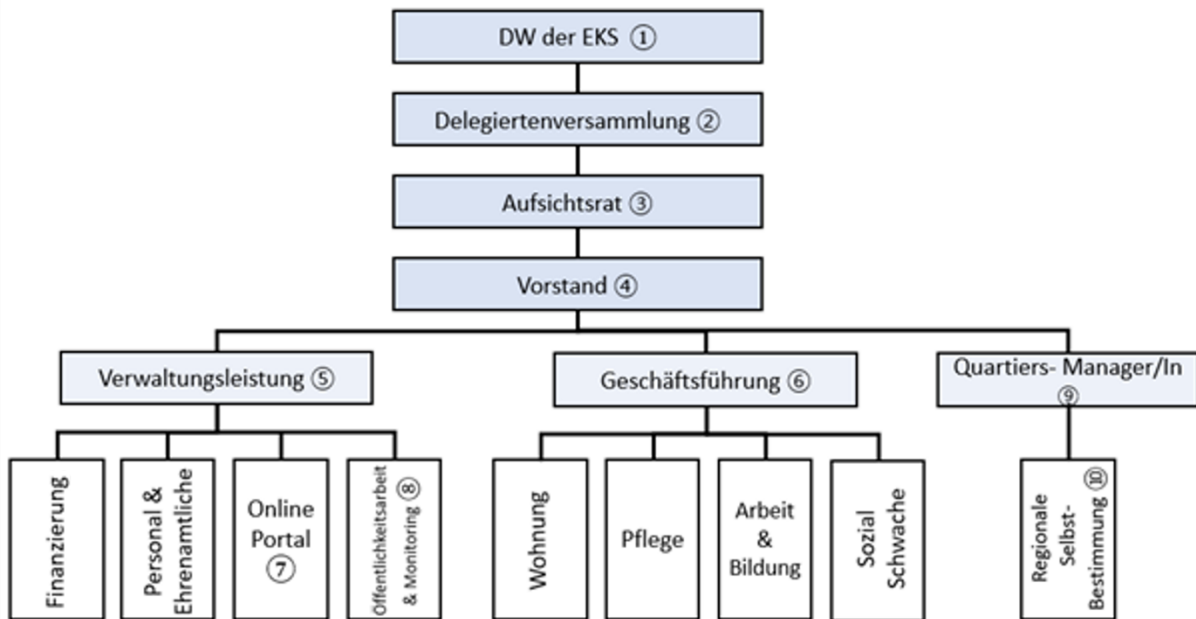 DW der EKS ①
Delegiertenversammlung ②
Aufsichtsrat ③
Vorstand ④
Verwaltungsleistung ⑤
Geschäftsführung ⑥
Quartiers- Manager/In
⑨
Finanzierung
Personal &
Ehrenamtliche
Online
Portal
⑦
Öffentlichkeitsarbeit
& Monitoring ⑧
Wohnung
Pflege
Arbeit
&
Bildung
Sozial
Schwache
Regionale
Selbst-
Bestimmung ⑩